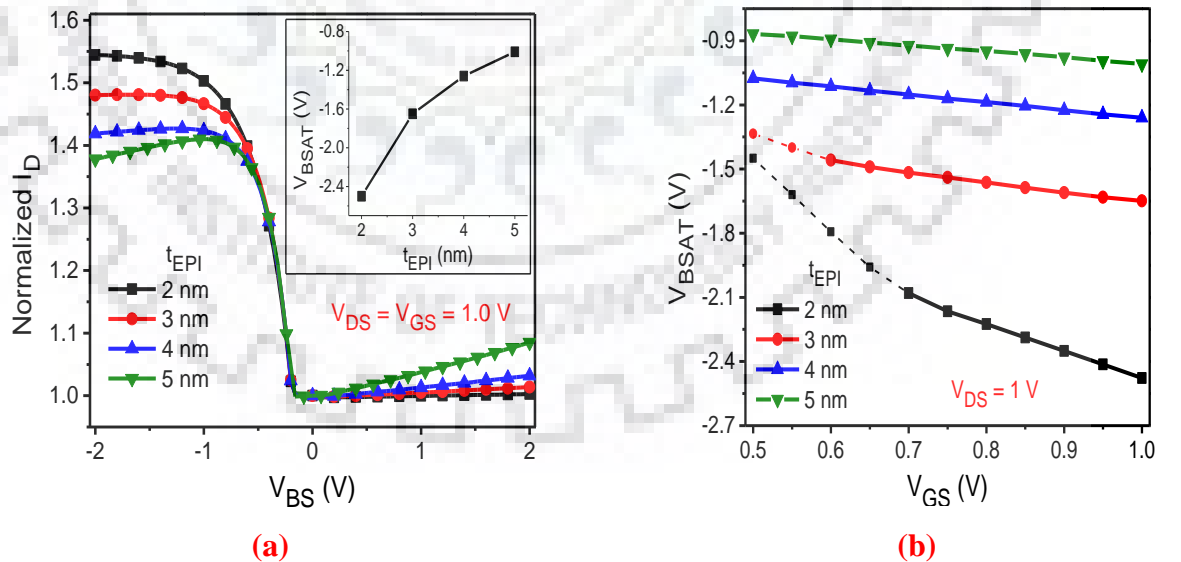 1.6
1.5
1.4
1.3
1.2
1.1
1.0
Normalized I_D
-2 -1 0 1 2
V_BS (V)
t_EPI
2 nm
3 nm
4 nm
5 nm
V_DS = V_GS = 1.0 V
-0.8
-1.2
-1.6
-2.0
-2.4
V_BSAT (V)
2 3 4 5
t_EPI (nm)
(a)
-0.9
-1.2
-1.5
-1.8
-2.1
-2.4
-2.7
V_BSAT (V)
0.5 0.6 0.7 0.8 0.9 1.0
V_GS (V)
t_EPI
2 nm
3 nm
4 nm
5 nm
V_DS = 1 V
(b)